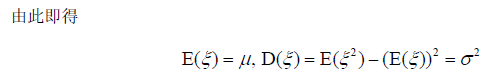 由此即得
E(ξ) = μ, D(ξ) = E(ξ²) − (E(ξ))² = σ²